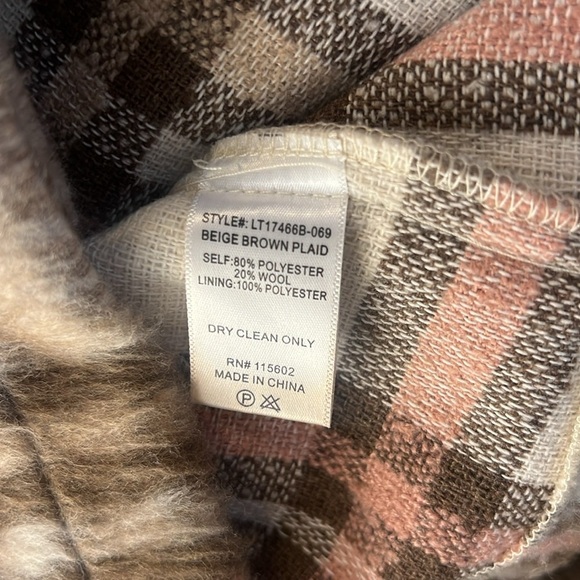 STYLE#: LT17466B-069
BEIGE BROWN PLAID
SELF:80% POLYESTER
20% WOOL
LINING:100% POLYESTER
DRY CLEAN ONLY
RN# 115602
MADE IN CHINA
P